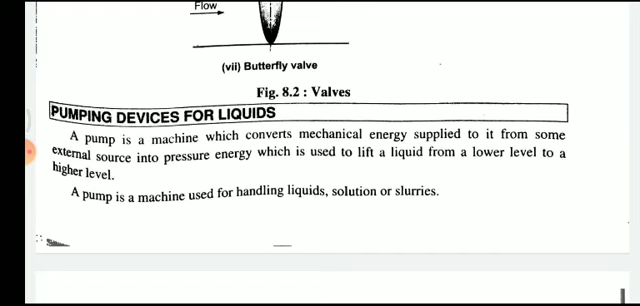 Flow
(vii) Butterfly valve
Fig. 8.2 : Valves
PUMPING DEVICES FOR LIQUIDS
A pump is a machine which converts mechanical energy supplied to it from some
external source into pressure energy which is used to lift a liquid from a lower level to a
higher level.
A pump is a machine used for handling liquids, solution or slurries.